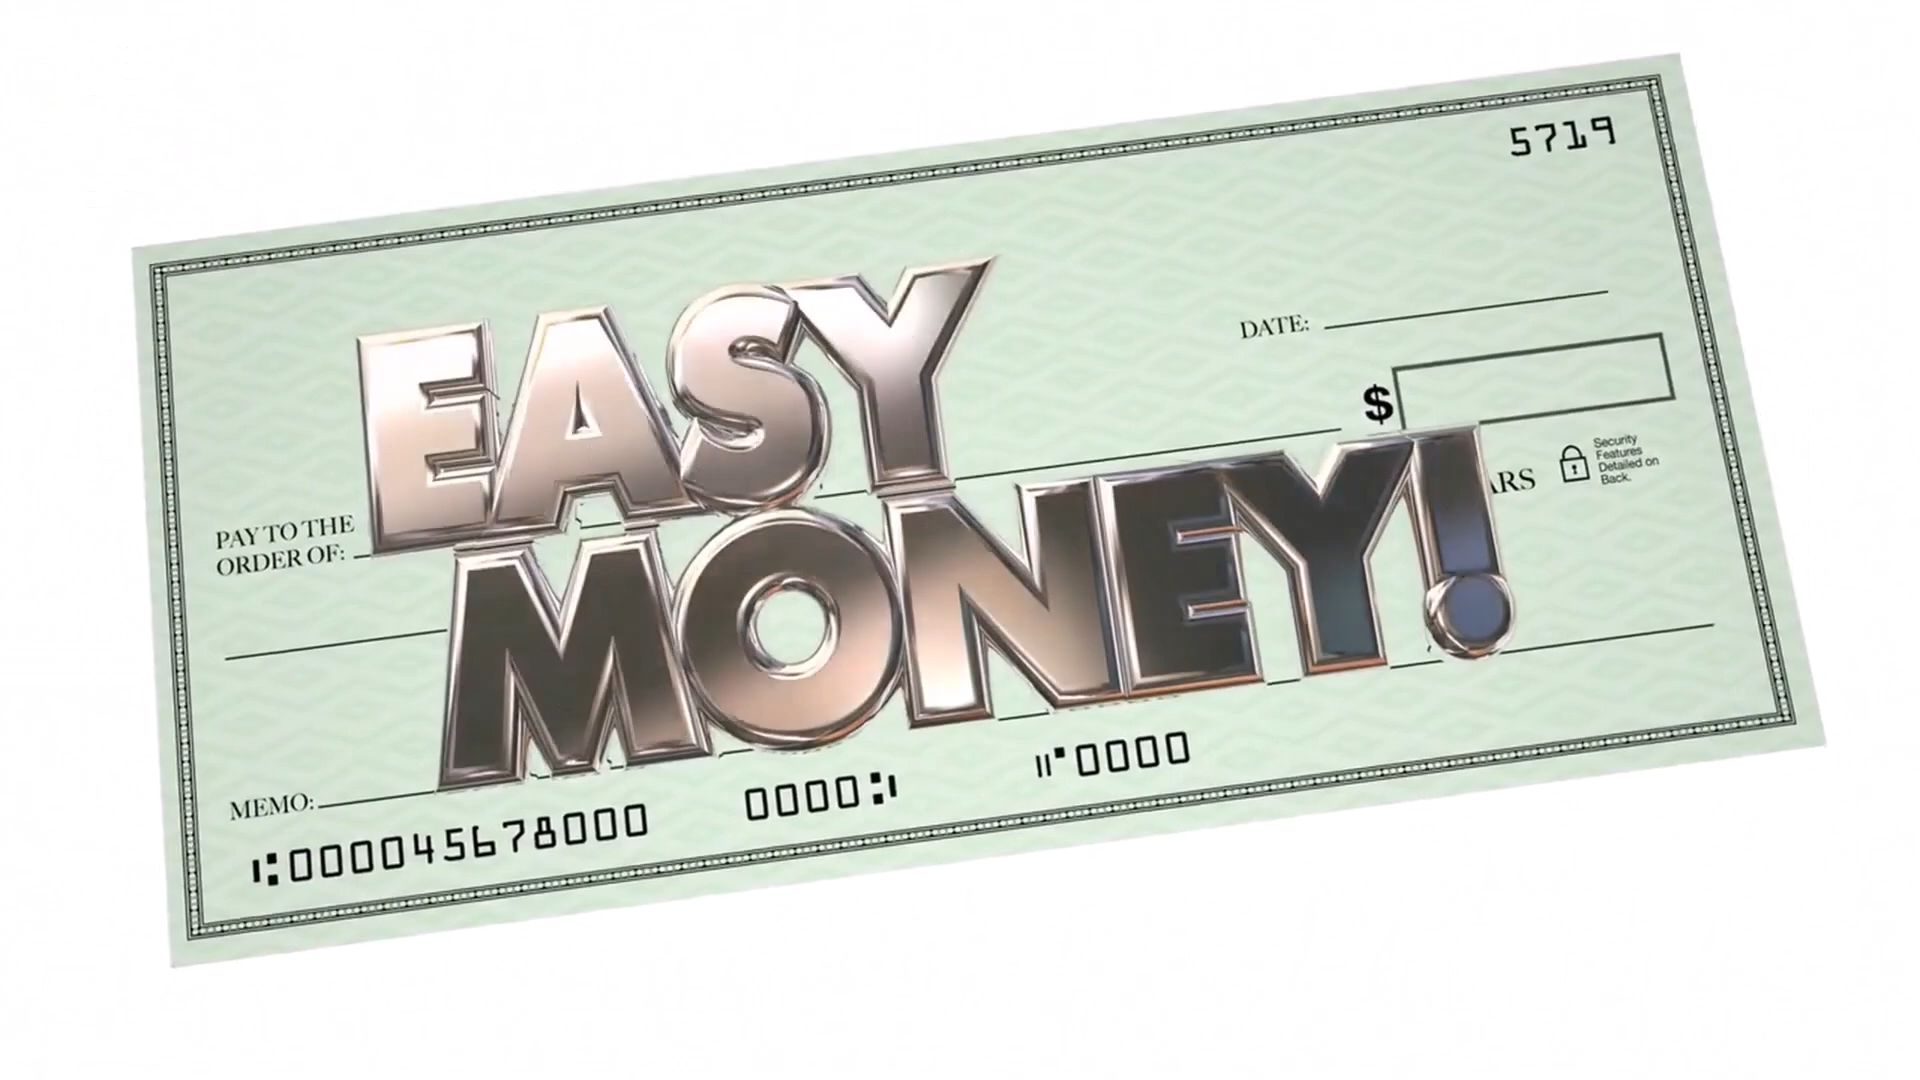 5719
EASY
DATE:
$
Security
Features
Detailed on
Back.
ARS
PAY TO THE
ORDER OF:
MONEY!
MEMO:
⑆000045678000 0000⑆ ⑈0000